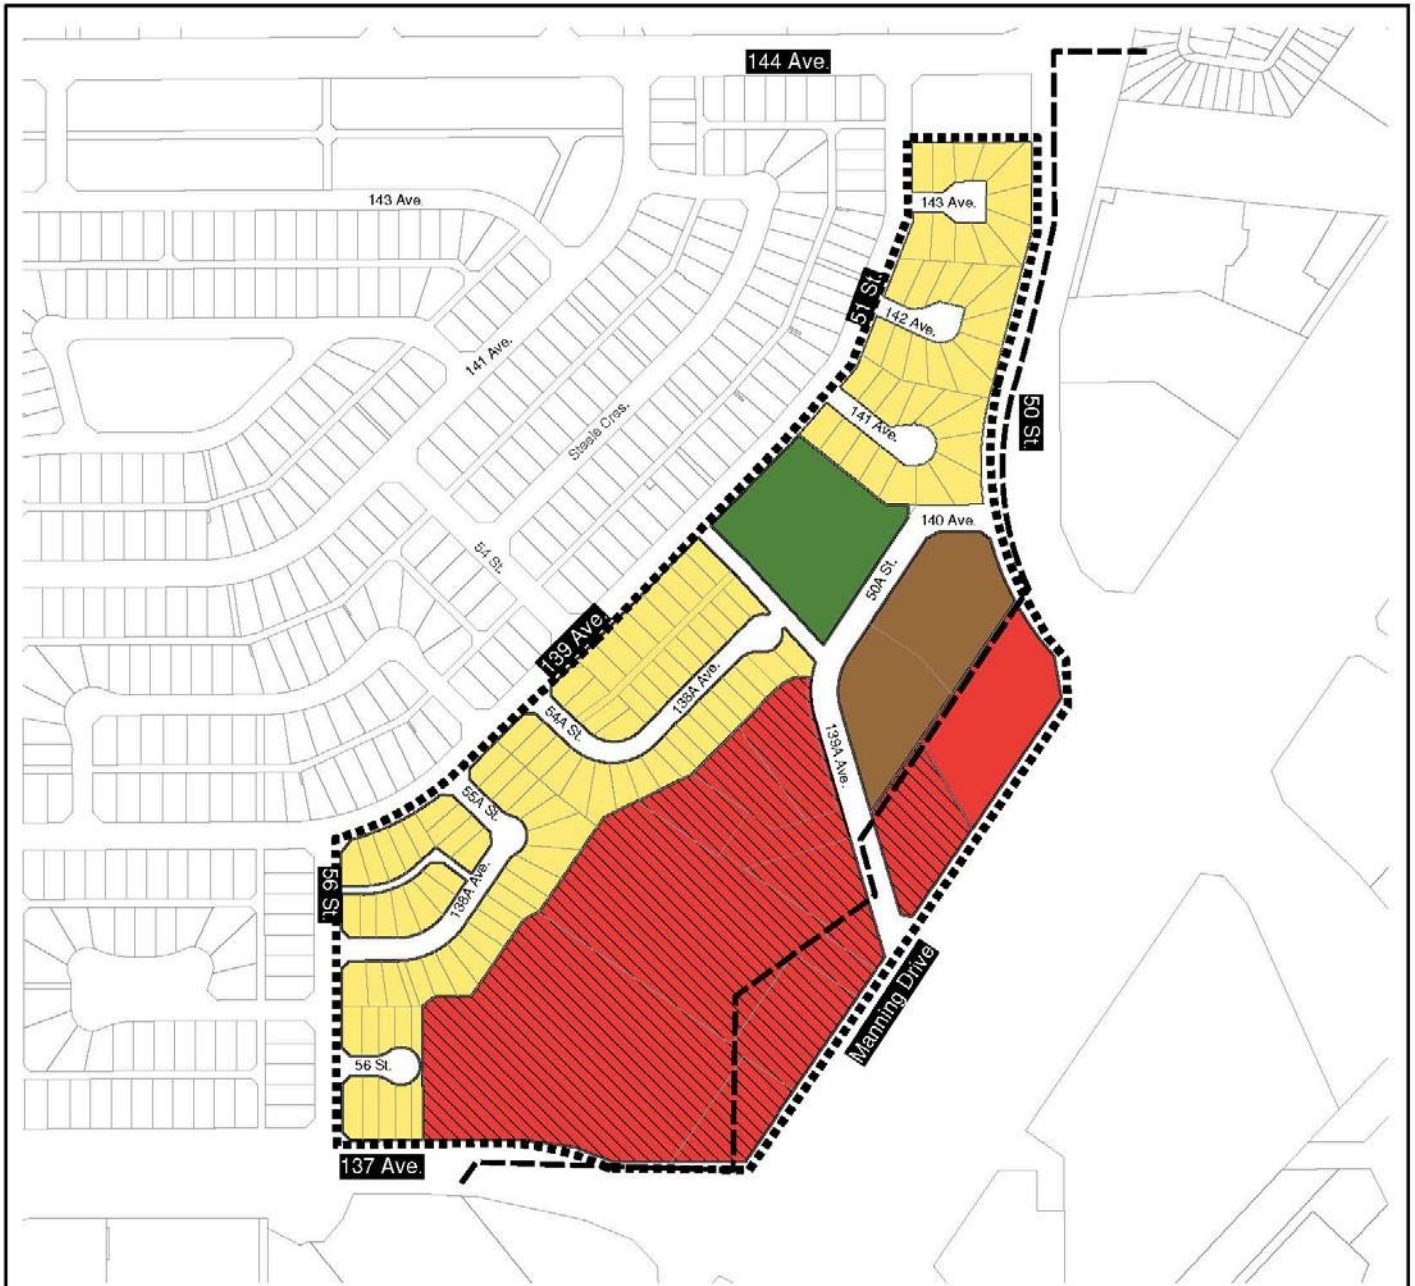 144 Ave.
143 Ave.
143 Ave.
51 St.
142 Ave.
141 Ave.
50 St.
141 Ave.
Steele Cres.
140 Ave.
54 St.
50A St.
139 Ave.
138A Ave.
54A St.
139A Ave.
55A St.
56 St.
138A Ave.
Manning Drive
56 St.
137 Ave.